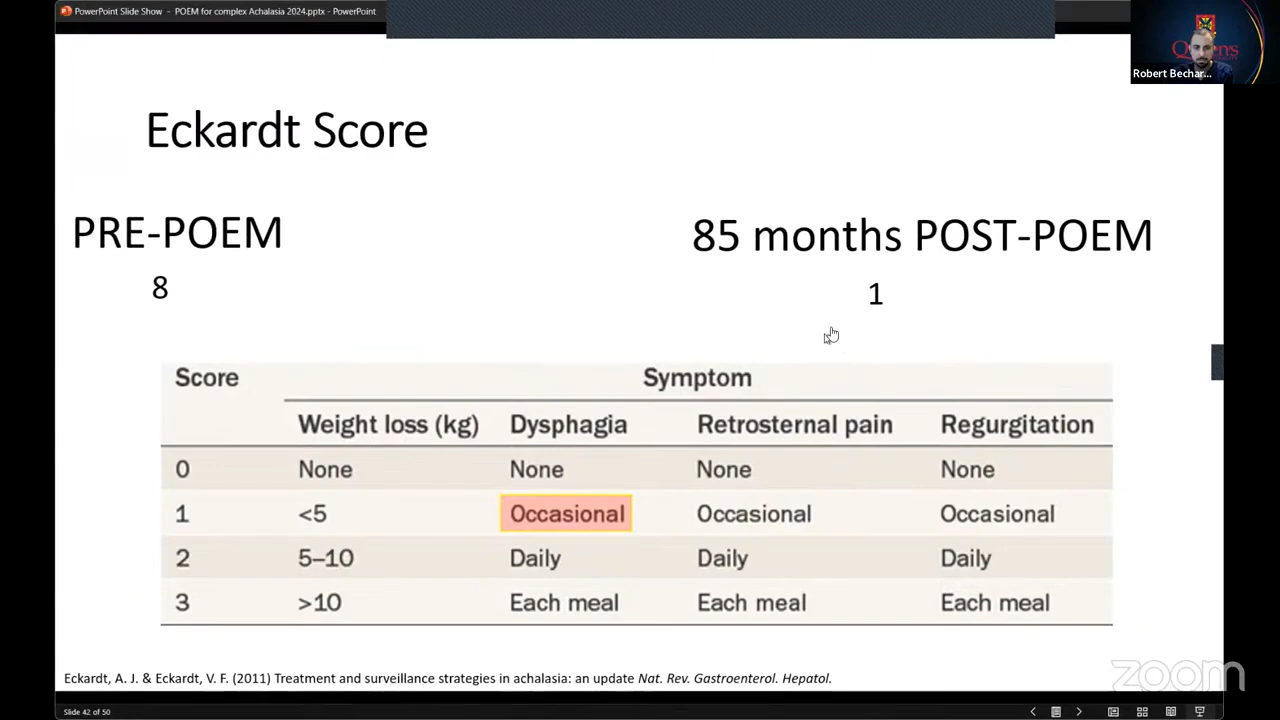 PowerPoint Slide Show - POEM for complex Achalasia 2024.pptx - PowerPoint
Queen's
Robert Bechar...
Eckardt Score
PRE-POEM
85 months POST-POEM
8
1
Score Symptom
Weight loss (kg) Dysphagia Retrosternal pain Regurgitation
0 None None None None
1 <5 Occasional Occasional Occasional
2 5–10 Daily Daily Daily
3 >10 Each meal Each meal Each meal
Eckardt, A. J. & Eckardt, V. F. (2011) Treatment and surveillance strategies in achalasia: an update Nat. Rev. Gastroenterol. Hepatol.
zoom
Slide 42 of 50